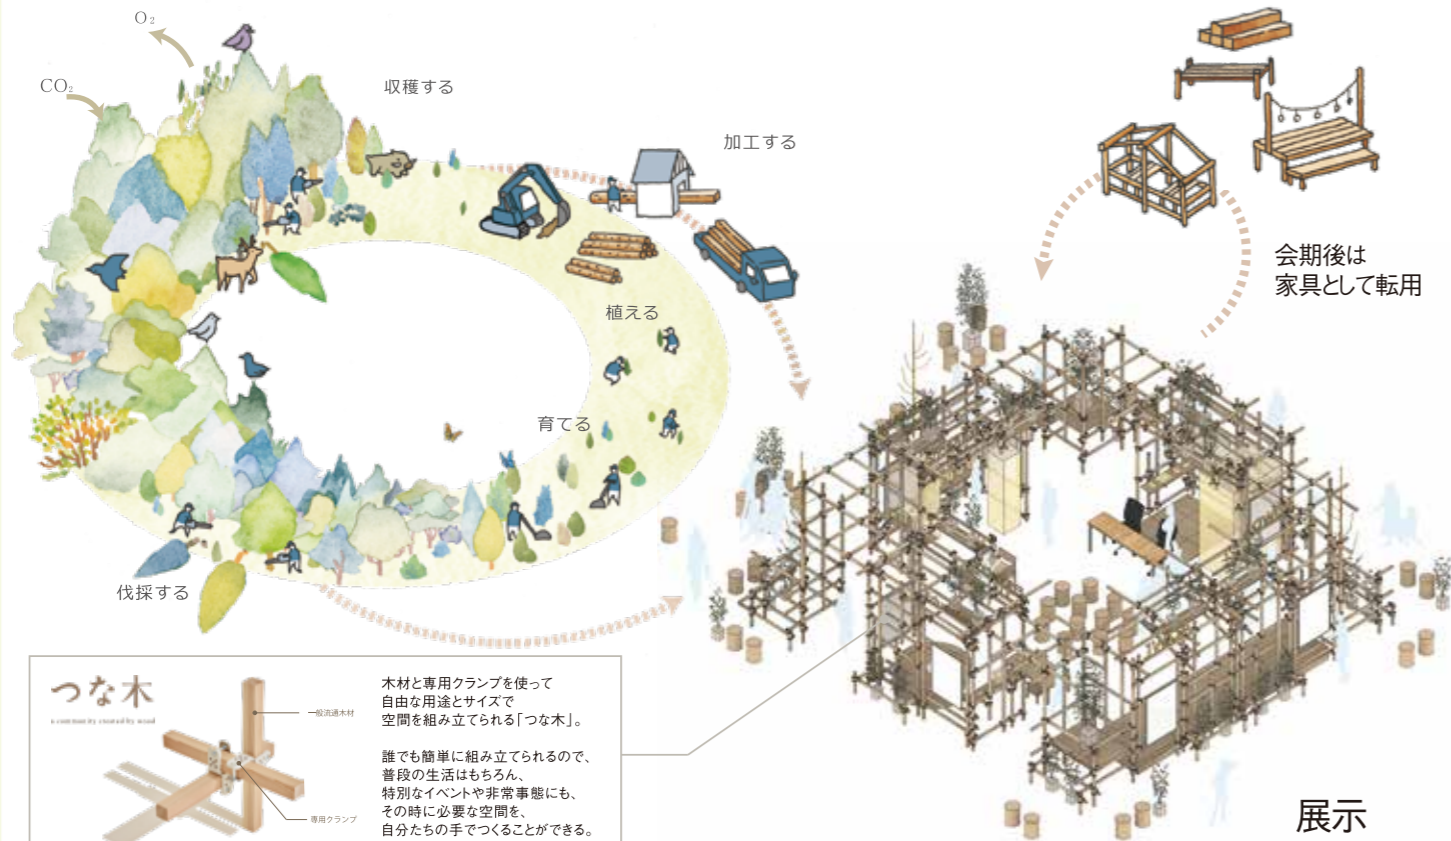 O₂
CO₂
収穫する
加工する
植える
育てる
伐採する
会期後は
家具として転用
つな木
a community created by wood
一般流通木材
専用クランプ
木材と専用クランプを使って
自由な用途とサイズで
空間を組み立てられる「つな木」。
誰でも簡単に組み立てられるので、
普段の生活はもちろん、
特別なイベントや非常事態にも、
その時に必要な空間を、
自分たちの手でつくることができる。
展示